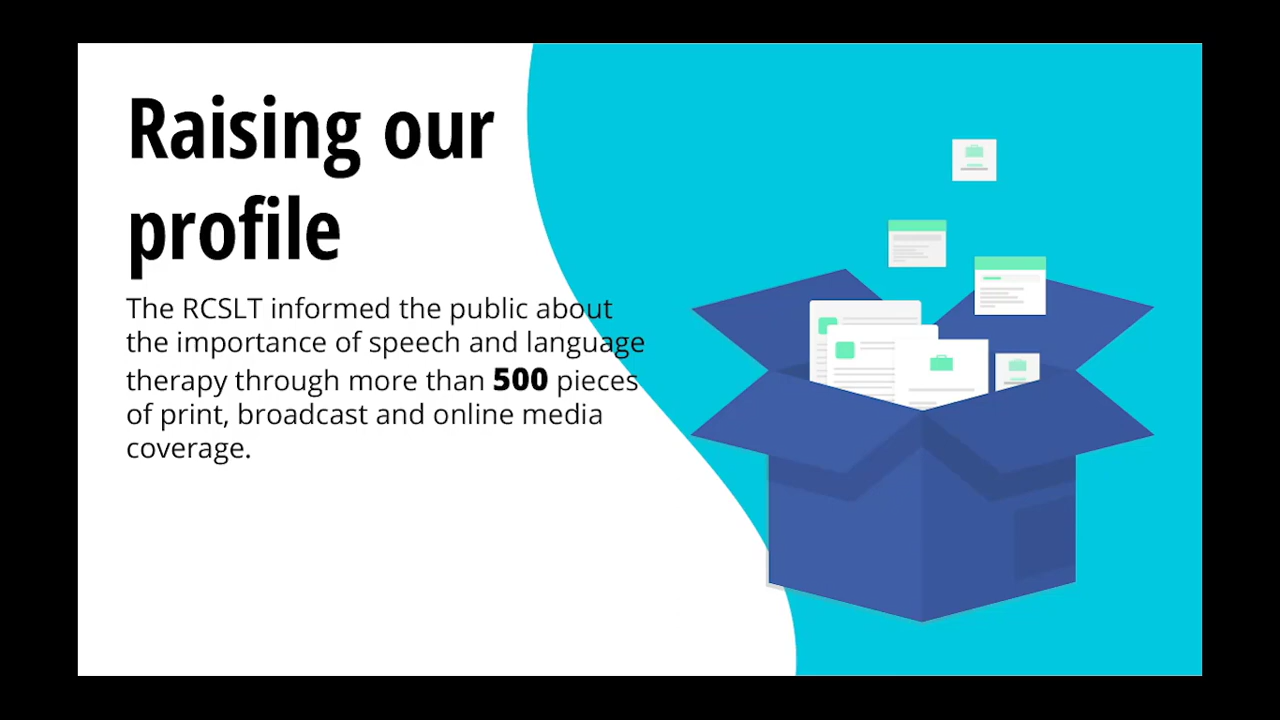 Raising our
profile
The RCSLT informed the public about
the importance of speech and language
therapy through more than 500 pieces
of print, broadcast and online media
coverage.